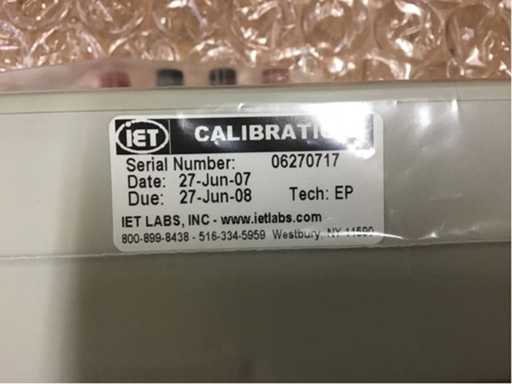 IET CALIBRATION
Serial Number: 06270717
Date: 27-Jun-07
Due: 27-Jun-08 Tech: EP
IET LABS, INC - www.ietlabs.com
800-899-8438 - 516-334-5959 Westbury, NY 11590